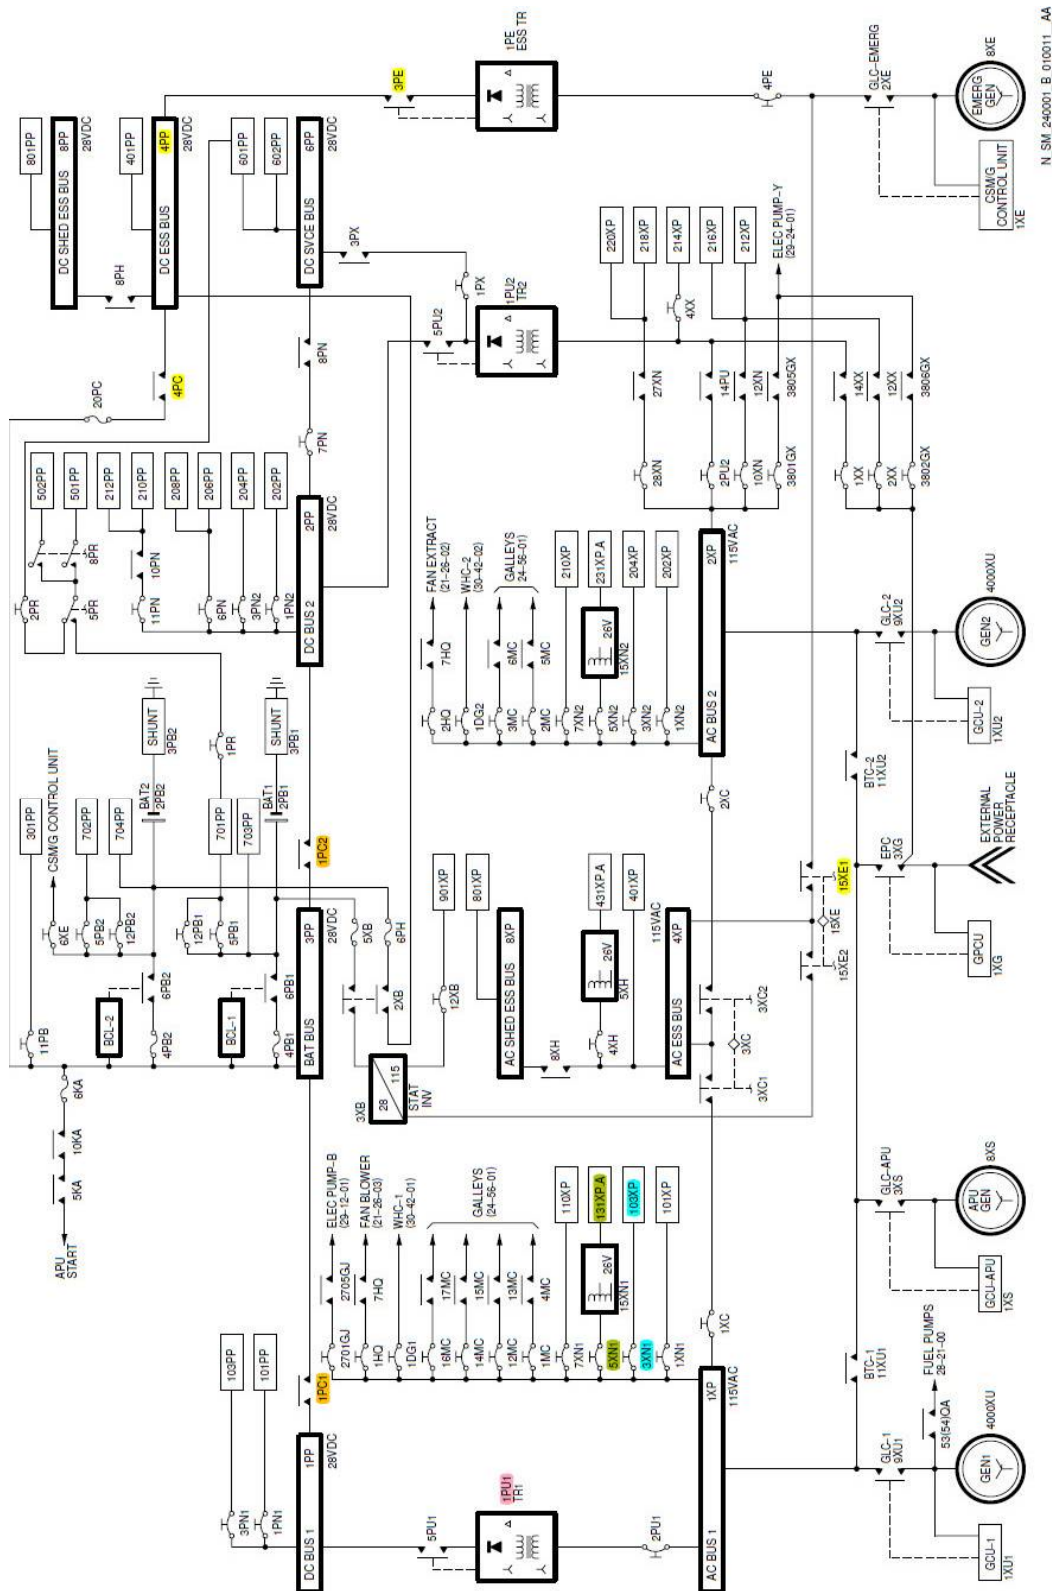 801PP
DC SHED ESS BUS
8PP
28VDC
8PH
401PP
DC ESS BUS
4PP
28VDC
3PE
1PE
ESS TR
4PE
GLC-EMERG
2XE
EMERG
GEN
8XE
CSM/G
CONTROL UNIT
1XE
N_SM_240001_B_010011_AA
20PC
4PC
601PP
602PP
DC SVCE BUS
6PP
28VDC
3PX
1PX
5PU2
1PU2
TR2
8PN
7PN
502PP
501PP
212PP
210PP
208PP
206PP
204PP
202PP
8PR
2PR
5PR
10PN
11PN
6PN
3PN2
1PN2
DC BUS 2
2PP
28VDC
220XP
218XP
214XP
216XP
212XP
ELEC PUMP-Y
(29-24-01)
4XX
27XN
14PU
12XN
3805GX
14XX
12XX
3806GX
28XN
2PU2
10XN
3801GX
1XX
2XX
3802GX
FAN EXTRACT
(21-26-02)
WHC-2
(30-42-02)
GALLEYS
24-56-01)
7HQ
6MC
5MC
210XP
231XP.A
204XP
202XP
26V
15XN2
2HQ
1DG2
3MC
2MC
7XN2
5XN2
3XN2
1XN2
AC BUS 2
2XP
115VAC
GLC-2
9XU2
GEN2
4000XU
GCU-2
1XU2
BTC-2
11XU2
2XC
301PP
CSM/G CONTROL UNIT
702PP
704PP
BAT2
2PB2
SHUNT
3PB2
701PP
703PP
1PR
BAT1
2PB1
SHUNT
3PB1
11PB
6XE
5PB2
12PB2
12PB1
5PB1
BCL-2
6PB2
4PB2
BCL-1
6PB1
4PB1
BAT BUS
3PP
28VDC
1PC2
5XB
6PH
2XB
12XB
3XB
28
115
STAT
INV
901XP
801XP
AC SHED ESS BUS
8XP
8XH
431XP.A
401XP
26V
5XH
4XH
115VAC
AC ESS BUS
4XP
3XC2
3XC
3XC1
15XE1
15XE
15XE2
EPC
3XG
EXTERNAL
POWER
RECEPTACLE
GPCU
1XG
6KA
10KA
5KA
APU
START
ELEC PUMP-B
(29-12-01)
FAN BLOWER
(21-26-03)
WHC-1
(30-42-01)
GALLEYS
(24-56-01)
2705GJ
7HQ
17MC
15MC
13MC
4MC
110XP
131XP.A
103XP
101XP
26V
15XN1
2701GJ
1HQ
1DG1
16MC
14MC
12MC
1MC
7XN1
5XN1
3XN1
1XN1
1XC
103PP
101PP
3PN1
1PN1
1PC1
DC BUS 1
1PP
28VDC
5PU1
1PU1
TR1
2PU1
AC BUS 1
1XP
115VAC
GLC-APU
3XS
APU
GEN
8XS
GCU-APU
1XS
BTC-1
11XU1
FUEL PUMPS
28-21-00
53(54)QA
GLC-1
9XU1
GEN1
4000XU
GCU-1
1XU1